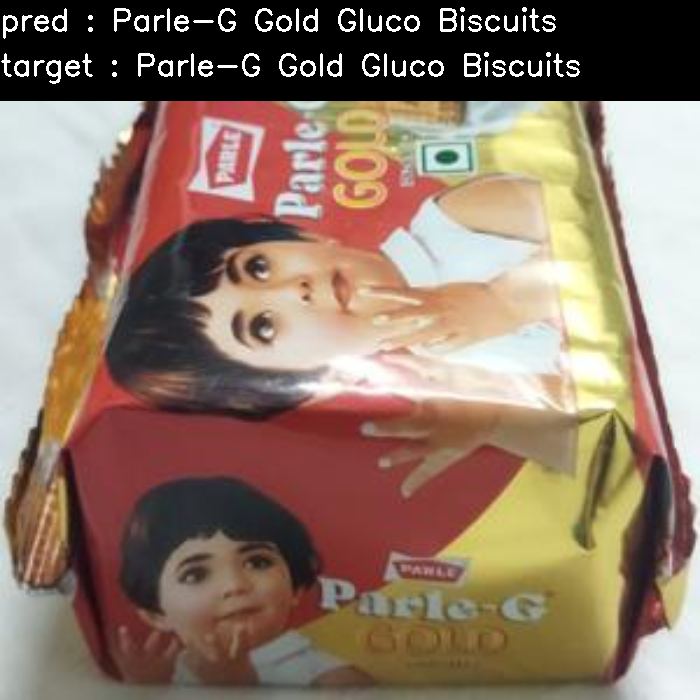 pred : Parle-G Gold Gluco Biscuits
target : Parle-G Gold Gluco Biscuits
PARLE
Parle-G
GOLD
PARLE
Parle-G
GOLD